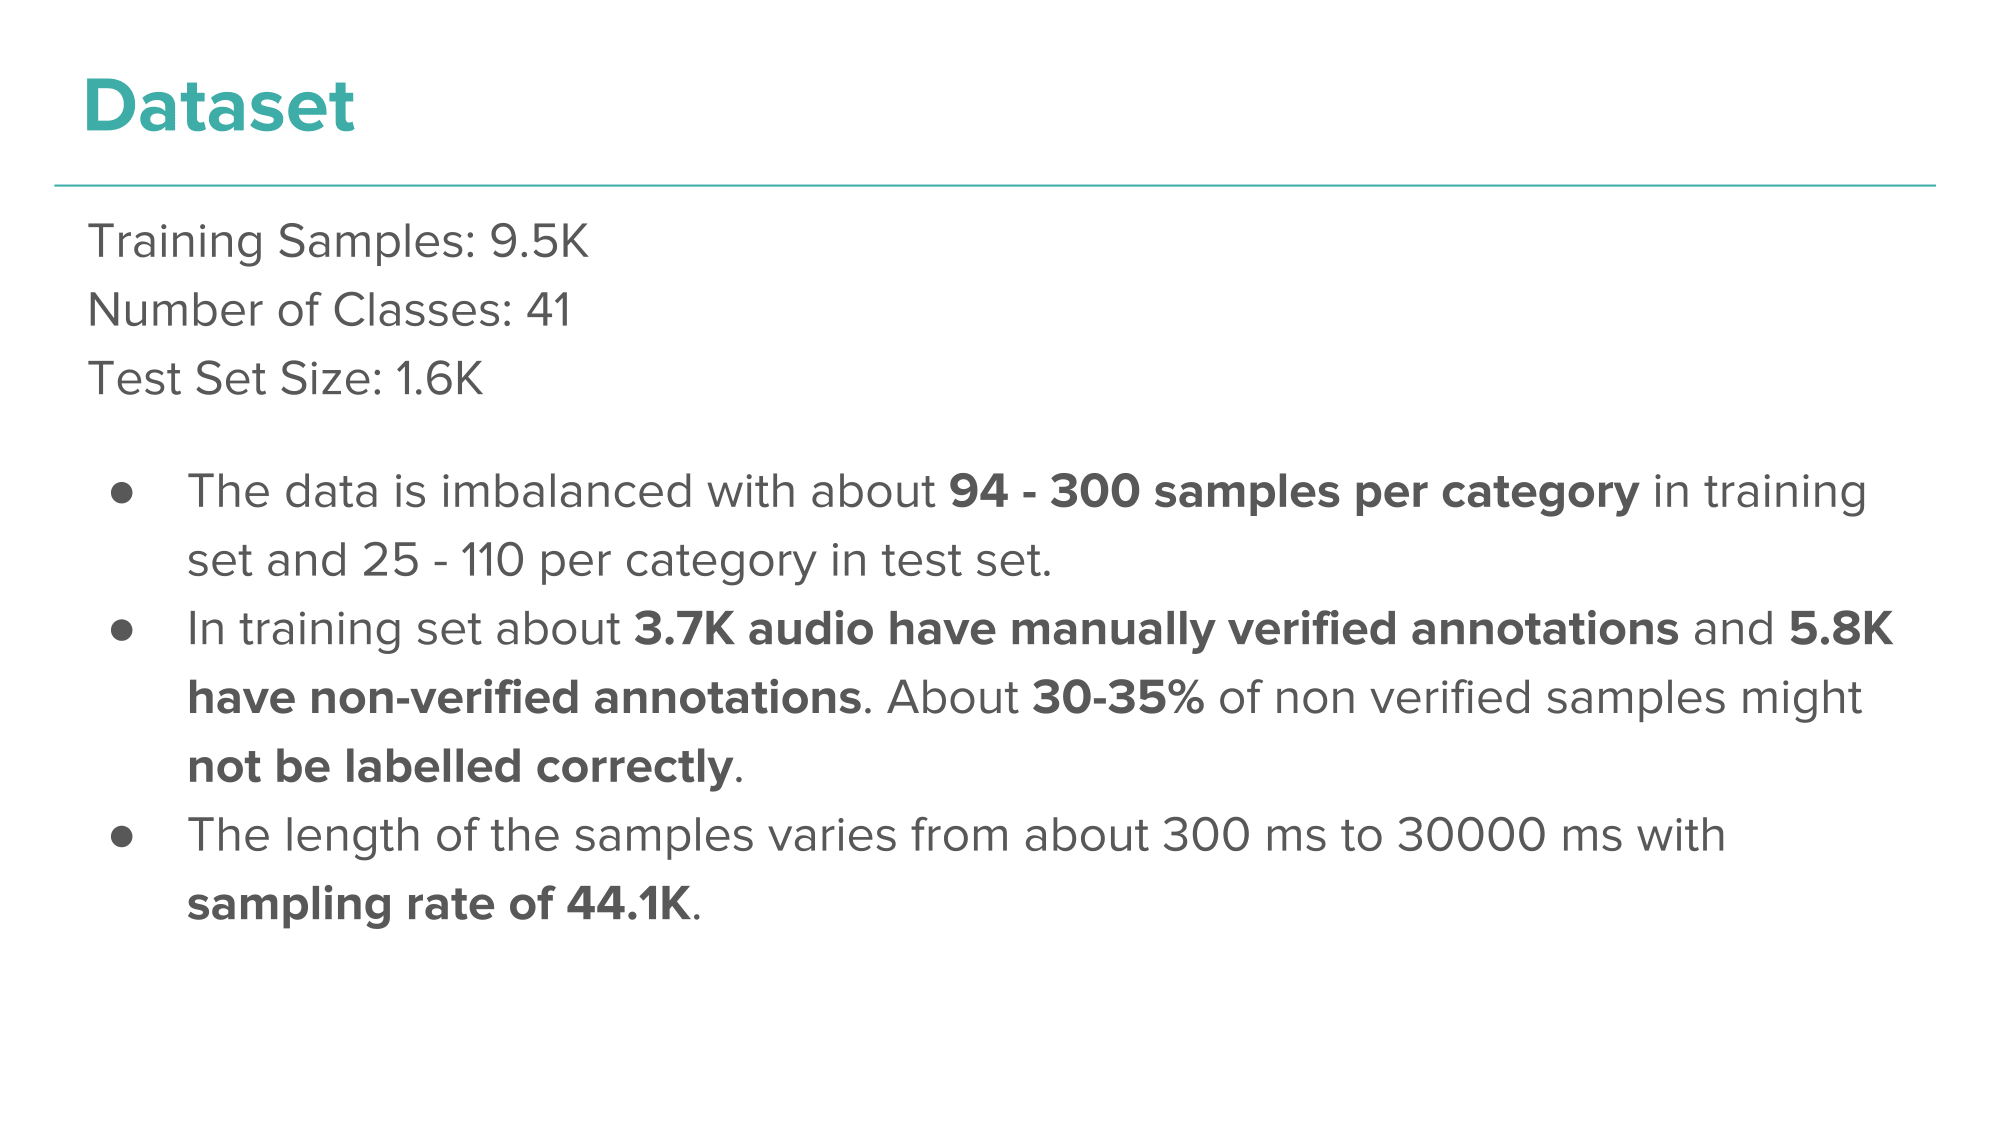 Dataset
Training Samples: 9.5K
Number of Classes: 41
Test Set Size: 1.6K
● The data is imbalanced with about 94 - 300 samples per category in training
set and 25 - 110 per category in test set.
● In training set about 3.7K audio have manually verified annotations and 5.8K
have non-verified annotations. About 30-35% of non verified samples might
not be labelled correctly.
● The length of the samples varies from about 300 ms to 30000 ms with
sampling rate of 44.1K.